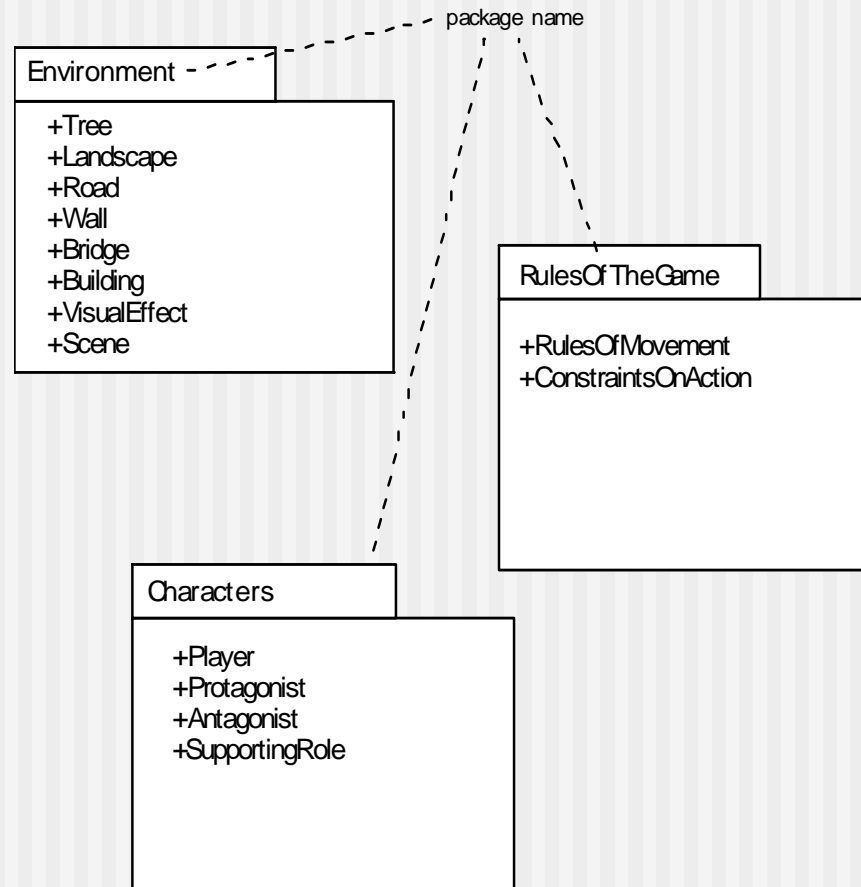 package name
Environment
+Tree
+Landscape
+Road
+Wall
+Bridge
+Building
+VisualEffect
+Scene
RulesOfTheGame
+RulesOfMovement
+ConstraintsOnAction
Characters
+Player
+Protagonist
+Antagonist
+SupportingRole